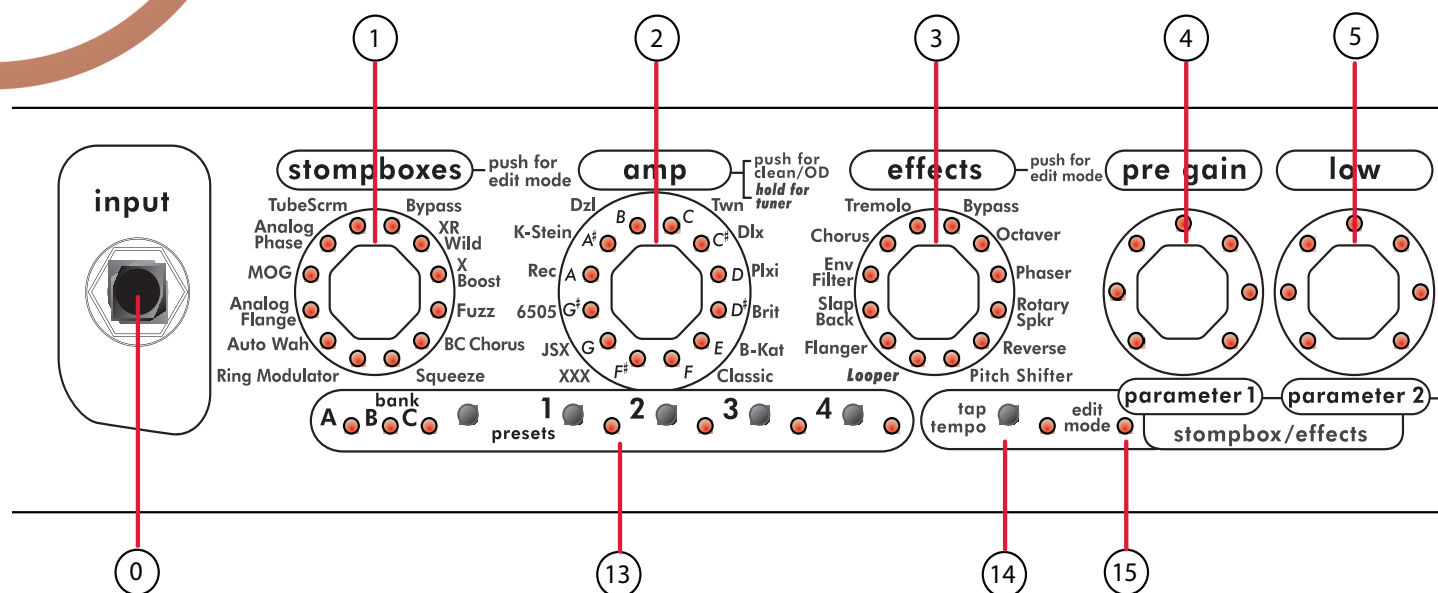 1
2
3
4
5
input
stompboxes
push for
edit mode
amp
push for
clean/OD
hold for
tuner
effects
push for
edit mode
pre gain
low
TubeScrm
Bypass
Analog
Phase
XR
Wild
MOG
X
Boost
Analog
Flange
Fuzz
Auto Wah
BC Chorus
Ring Modulator
Squeeze
Dzl
Twn
K-Stein
Dlx
Rec
Plxi
6505
Brit
JSX
B-Kat
XXX
Classic
B
C
A♯
C♯
A
D
G♯
D♯
G
E
F♯
F
Tremolo
Bypass
Chorus
Octaver
Env
Filter
Phaser
Slap
Back
Rotary
Spkr
Flanger
Reverse
Looper
Pitch Shifter
bank
A B C
1 2 3 4
presets
tap
tempo
edit
mode
parameter 1
parameter 2
stompbox/effects
0
13
14
15